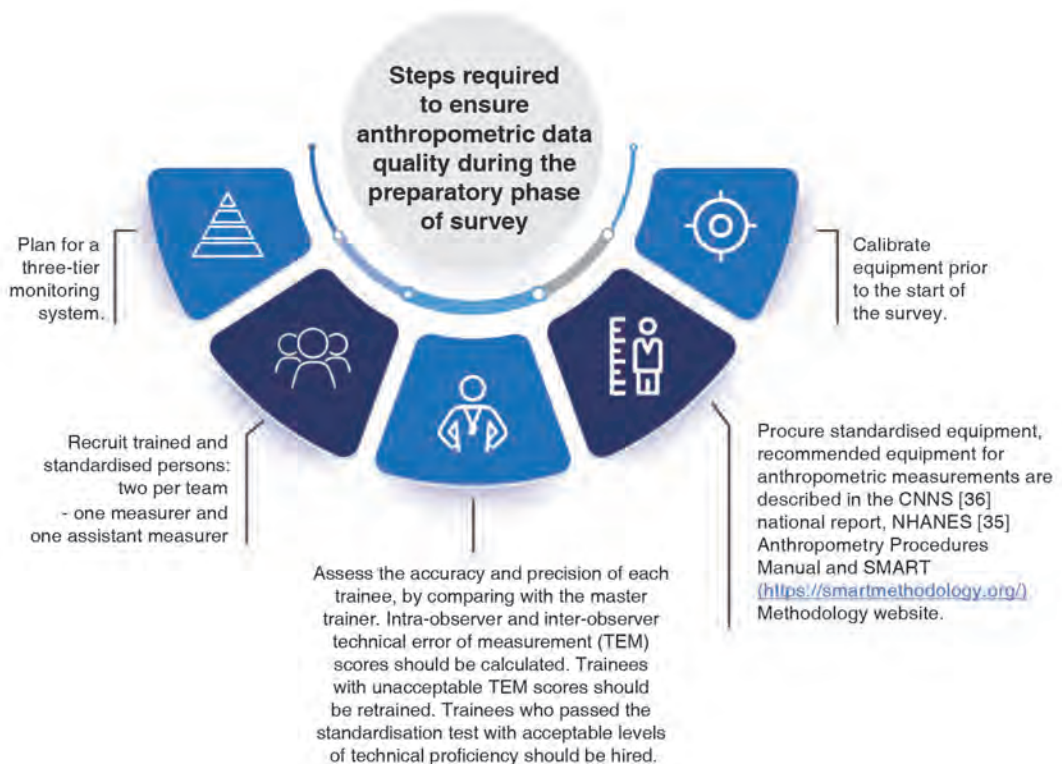 Steps required
to ensure
anthropometric data
quality during the
preparatory phase
of survey
Plan for a
three-tier
monitoring
system.
Recruit trained and
standardised persons:
two per team
- one measurer and
one assistant measurer
Assess the accuracy and precision of each
trainee, by comparing with the master
trainer. Intra-observer and inter-observer
technical error of measurement (TEM)
scores should be calculated. Trainees
with unacceptable TEM scores should
be retrained. Trainees who passed the
standardisation test with acceptable levels
of technical proficiency should be hired.
Procure standardised equipment,
recommended equipment for
anthropometric measurements are
described in the CNNS [36]
national report, NHANES [35]
Anthropometry Procedures
Manual and SMART
(https://smartmethodology.org/)
Methodology website.
Calibrate
equipment prior
to the start of
the survey.